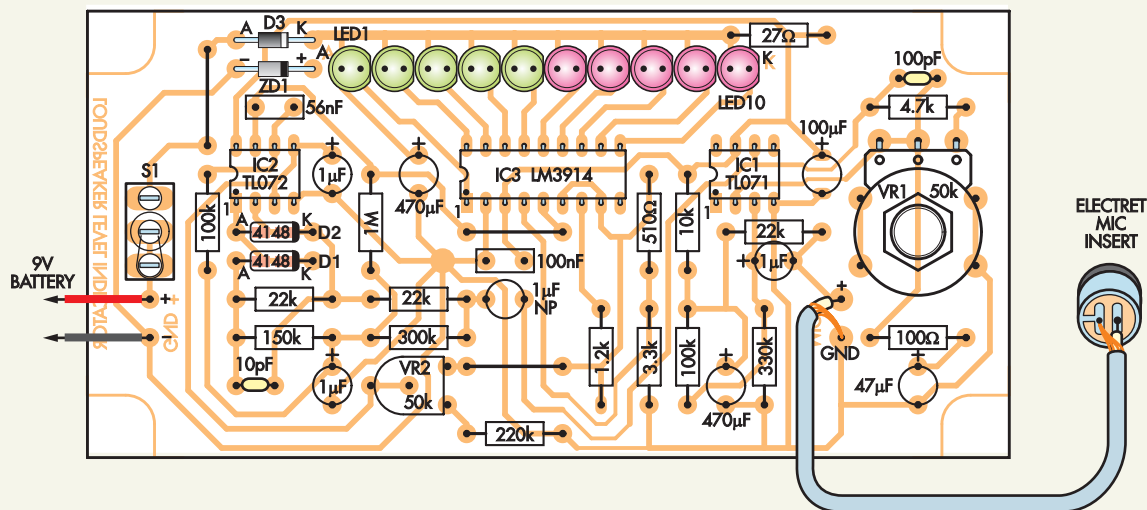 A D3 K
LED1
A
- +
ZD1
56nF
K
LED10
27Ω
100pF
4.7k
100µF
LOUDSPEAKER LEVEL INDICATOR
S1
IC2
TL072
1
1µF
470µF
IC3 LM3914
1
IC1
TL071
1
VR1 50k
ELECTRET
MIC
INSERT
100k
1M
510Ω
10k
22k
A 4148 K D2
A 4148 K D1
100nF
1µF
9V
BATTERY
+ +
- GND
22k
22k
1µF
NP
+
GND
150k
300k
1.2k
3.3k
100k
330k
100Ω
10pF
1µF
VR2
50k
470µF
47µF
220k